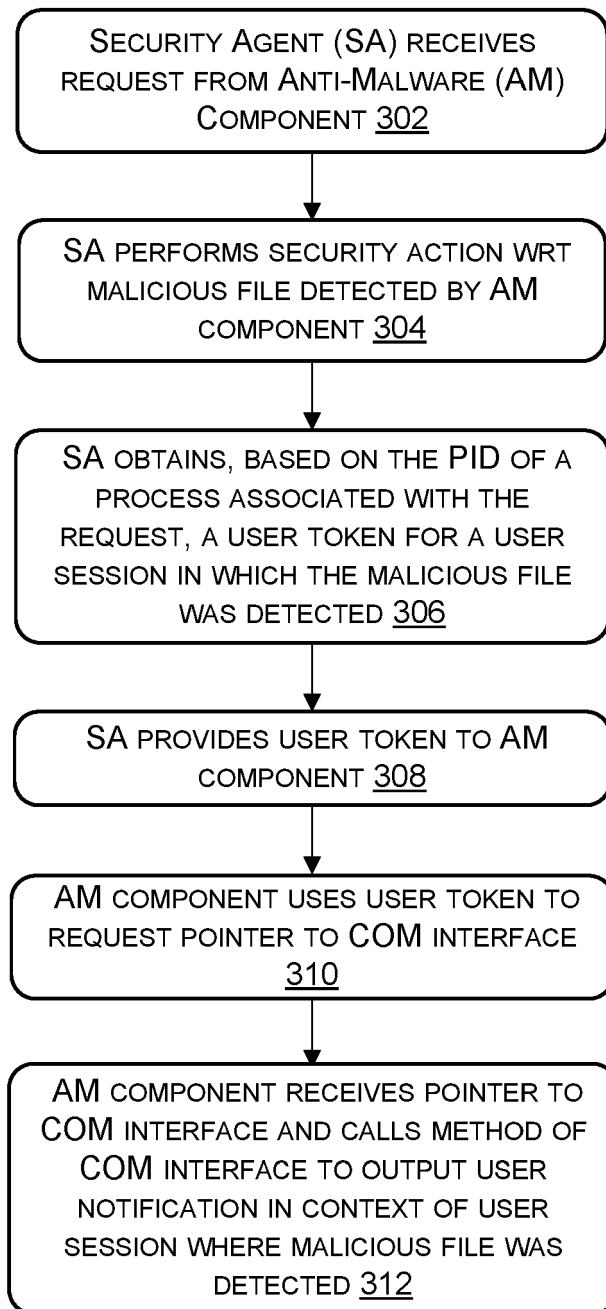 SECURITY AGENT (SA) RECEIVES
REQUEST FROM ANTI-MALWARE (AM)
COMPONENT 302
SA PERFORMS SECURITY ACTION WRT
MALICIOUS FILE DETECTED BY AM
COMPONENT 304
SA OBTAINS, BASED ON THE PID OF A
PROCESS ASSOCIATED WITH THE
REQUEST, A USER TOKEN FOR A USER
SESSION IN WHICH THE MALICIOUS FILE
WAS DETECTED 306
SA PROVIDES USER TOKEN TO AM
COMPONENT 308
AM COMPONENT USES USER TOKEN TO
REQUEST POINTER TO COM INTERFACE
310
AM COMPONENT RECEIVES POINTER TO
COM INTERFACE AND CALLS METHOD OF
COM INTERFACE TO OUTPUT USER
NOTIFICATION IN CONTEXT OF USER
SESSION WHERE MALICIOUS FILE WAS
DETECTED 312